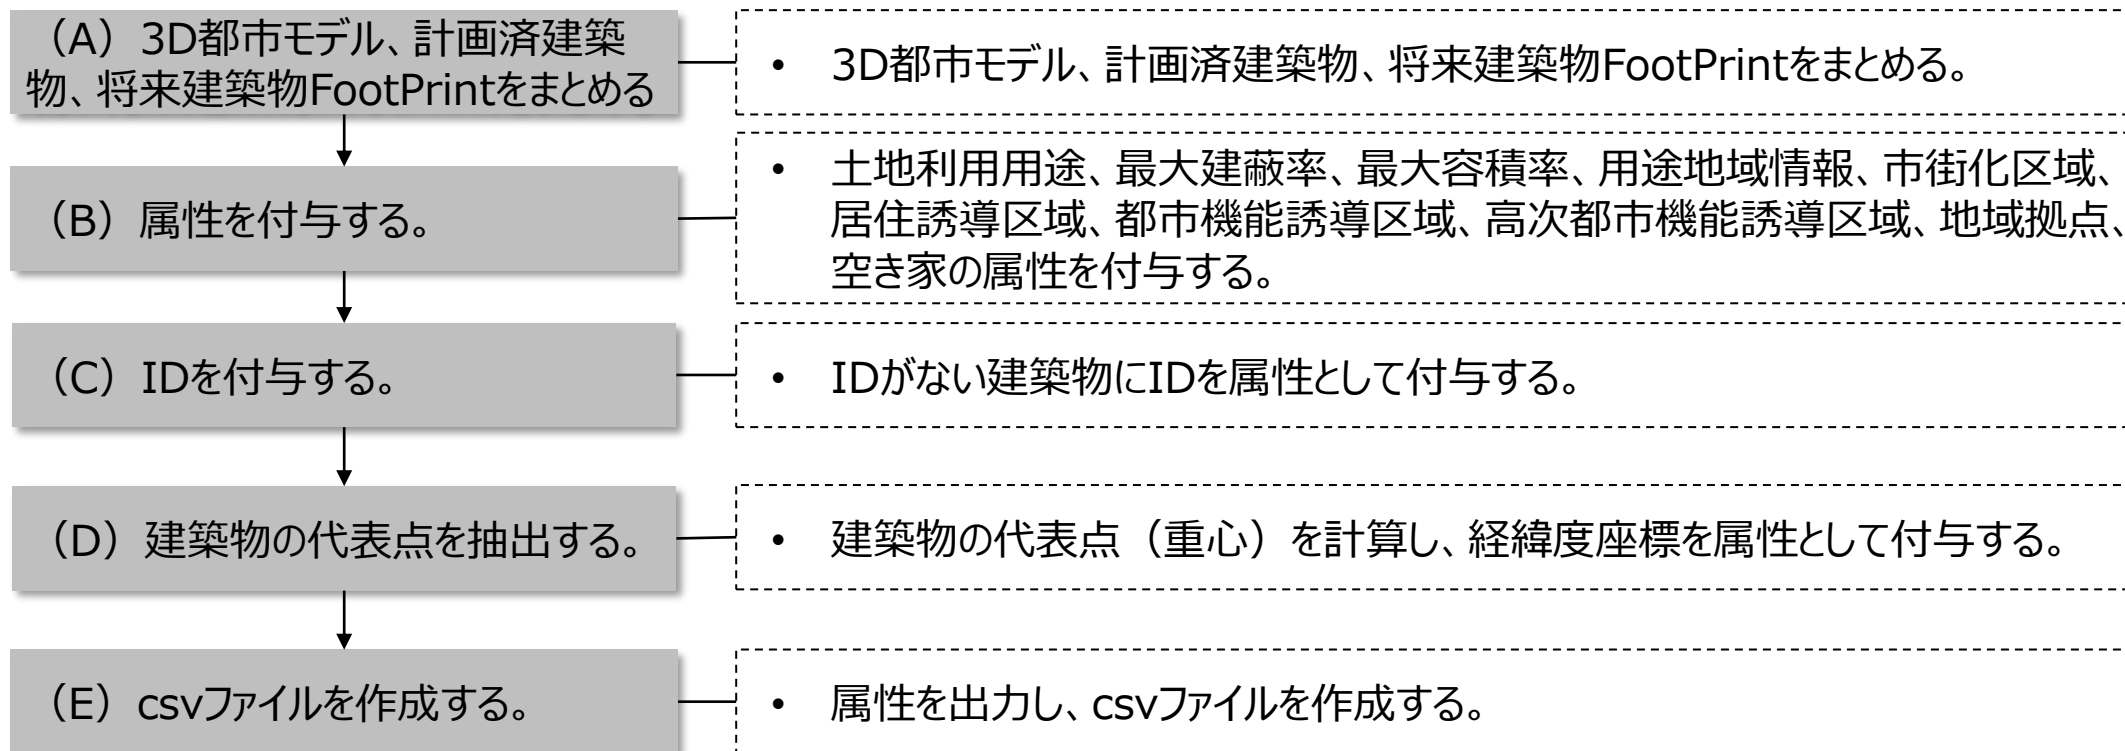 （A）3D都市モデル、計画済建築
物、将来建築物FootPrintをまとめる
• 3D都市モデル、計画済建築物、将来建築物FootPrintをまとめる。
（B）属性を付与する。
• 土地利用用途、最大建蔽率、最大容積率、用途地域情報、市街化区域、
居住誘導区域、都市機能誘導区域、高次都市機能誘導区域、地域拠点、
空き家の属性を付与する。
（C）IDを付与する。
• IDがない建築物にIDを属性として付与する。
（D）建築物の代表点を抽出する。
• 建築物の代表点（重心）を計算し、経緯度座標を属性として付与する。
（E）csvファイルを作成する。
• 属性を出力し、csvファイルを作成する。